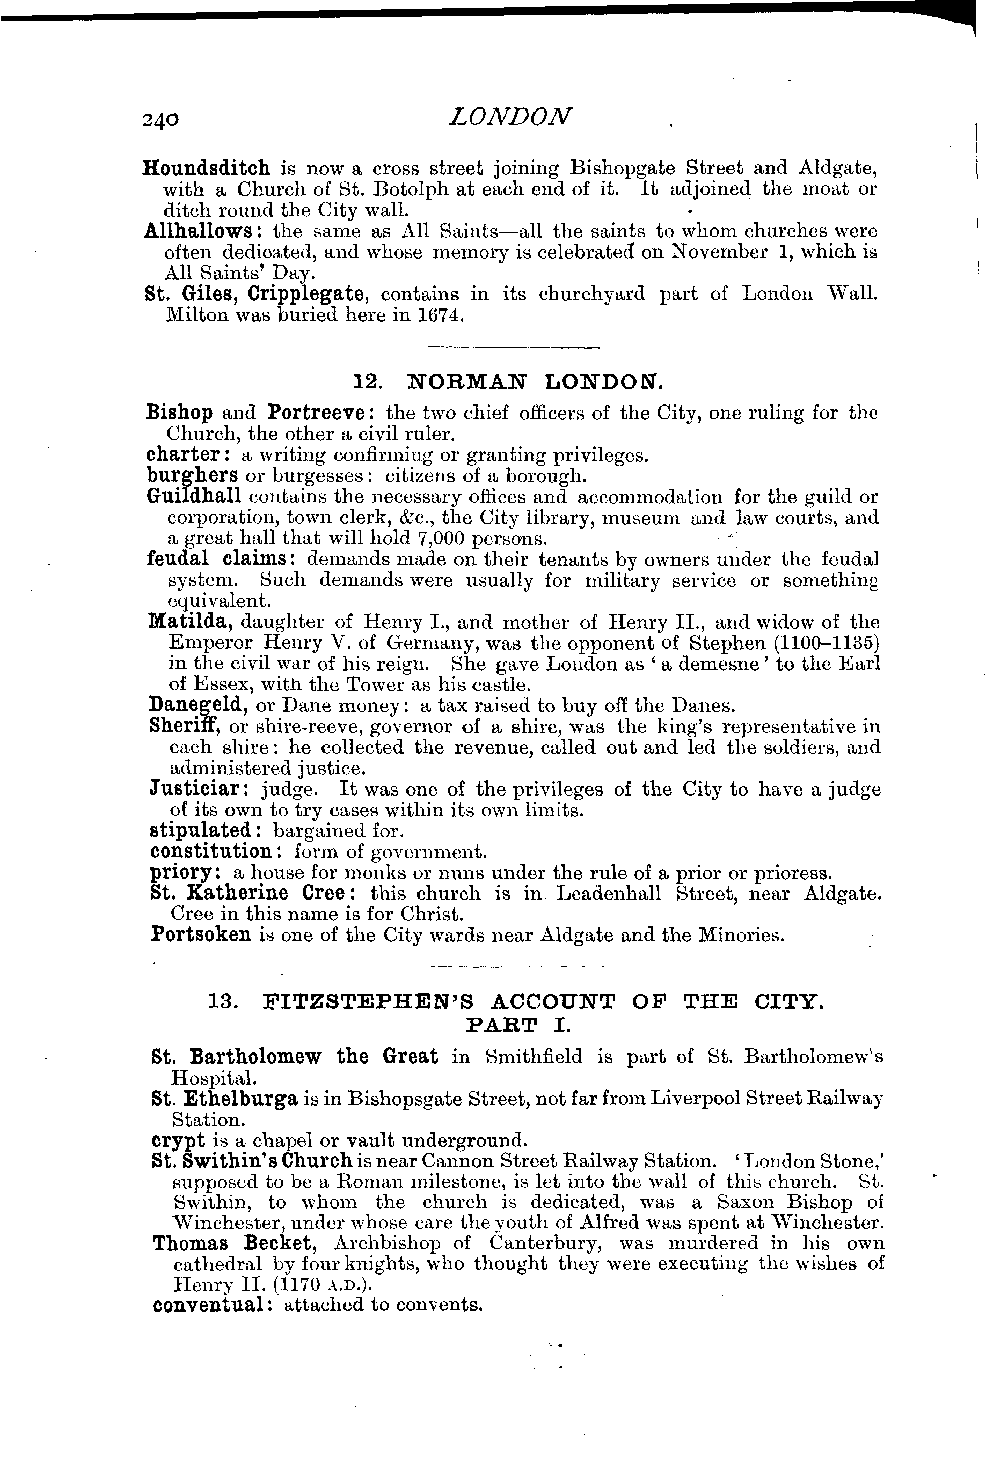 240 LONDON
Houndsditch is now a cross street joining Bishopgate Street and Aldgate,
with a Church of St. Botolph at each end of it. It adjoined the moat or
ditch round the City wall.
Allhallows: the same as All Saints—all the saints to whom churches were
often dedicated, and whose memory is celebrated on November 1, which is
All Saints' Day.
St. Giles, Cripplegate, contains in its churchyard part of London Wall.
Milton was buried here in 1674.
12. NORMAN LONDON.
Bishop and Portreeve: the two chief officers of the City, one ruling for the
Church, the other a civil ruler.
charter: a writing confirming or granting privileges.
burghers or burgesses: citizens of a borough.
Guildhall contains the necessary offices and accommodation for the guild or
corporation, town clerk, &c., the City library, museum and law courts, and
a great hall that will hold 7,000 persons.
feudal claims: demands made on their tenants by owners under the feudal
system. Such demands were usually for military service or something
equivalent.
Matilda, daughter of Henry I., and mother of Henry II., and widow of the
Emperor Henry V. of Germany, was the opponent of Stephen (1100–1135)
in the civil war of his reign. She gave London as 'a demesne' to the Earl
of Essex, with the Tower as his castle.
Danegeld, or Dane money: a tax raised to buy off the Danes.
Sheriff, or shire-reeve, governor of a shire, was the king's representative in
each shire: he collected the revenue, called out and led the soldiers, and
administered justice.
Justiciar: judge. It was one of the privileges of the City to have a judge
of its own to try cases within its own limits.
stipulated: bargained for.
constitution: form of government.
priory: a house for monks or nuns under the rule of a prior or prioress.
St. Katherine Cree: this church is in Leadenhall Street, near Aldgate.
Cree in this name is for Christ.
Portsoken is one of the City wards near Aldgate and the Minories.
13. FITZSTEPHEN'S ACCOUNT OF THE CITY.
PART I.
St. Bartholomew the Great in Smithfield is part of St. Bartholomew's
Hospital.
St. Ethelburga is in Bishopsgate Street, not far from Liverpool Street Railway
Station.
crypt is a chapel or vault underground.
St. Swithin's Church is near Cannon Street Railway Station. 'London Stone,'
supposed to be a Roman milestone, is let into the wall of this church. St.
Swithin, to whom the church is dedicated, was a Saxon Bishop of
Winchester, under whose care the youth of Alfred was spent at Winchester.
Thomas Becket, Archbishop of Canterbury, was murdered in his own
cathedral by four knights, who thought they were executing the wishes of
Henry II. (1170 A.D.).
conventual: attached to convents.